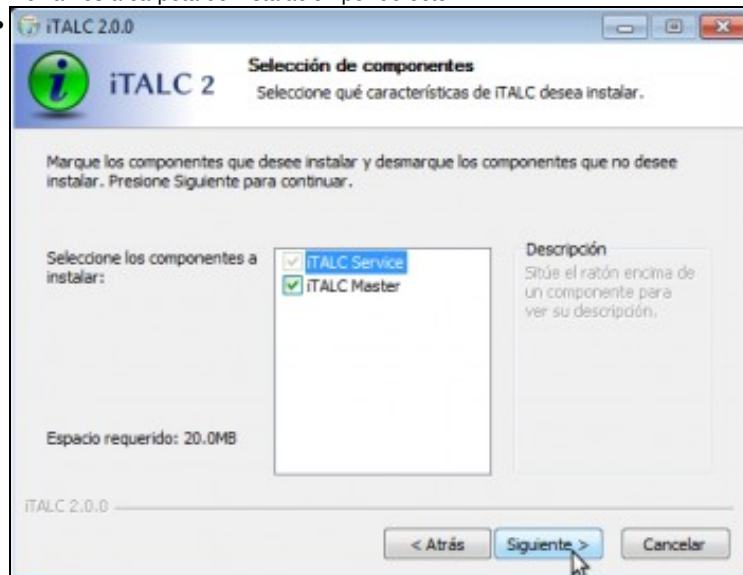 iTALC 2.0.0
iTALC 2
Selección de componentes
Seleccione qué características de iTALC desea instalar.
Marque los componentes que desee instalar y desmarque los componentes que no desee
instalar. Presione Siguiente para continuar.
Seleccione los componentes a
instalar:
iTALC Service
iTALC Master
Descripción
Sitúe el ratón encima de
un componente para
ver su descripción.
Espacio requerido: 20.0MB
iTALC 2.0.0
< Atrás
Siguiente >
Cancelar